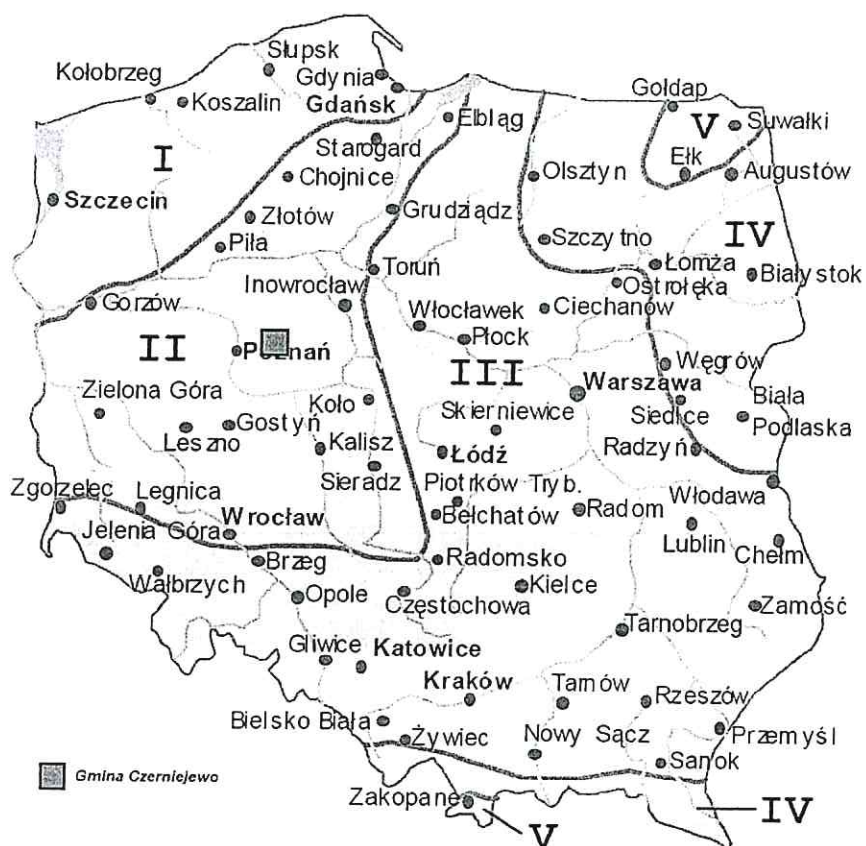 Słupsk
Kołobrzeg
Gdynia
Koszalin
Gdańsk
Elbląg
Gołdap
V
Suwałki
I
Starogard
Ełk
Chojnice
Olsztyn
Augustów
Szczecin
Złotów
Grudziądz
Piła
Szczytno
IV
Toruń
Łomża
Białystok
Inowrocław
Ostrołęka
Gorzów
Włocławek
Ciechanów
II
Poznań
Płock
III
Węgrów
Warszawa
Zielona Góra
Koło
Skierniewice
Siedlce
Biała
Podlaska
Leszno
Gostyń
Kalisz
Łódź
Radzyń
Sieradz
Piotrków Tryb.
Zgorzelec
Legnica
Wrocław
Bełchatów
Radom
Włodawa
Jelenia Góra
Lublin
Chełm
Brzeg
Radomsko
Wałbrzych
Opole
Częstochowa
Kielce
Zamość
Gliwice
Katowice
Tarnobrzeg
Kraków
Tarnów
Rzeszów
Bielsko Biała
Żywiec
Nowy Sącz
Przemyśl
Sanok
Gmina Czerniejewo
Zakopane
V
IV